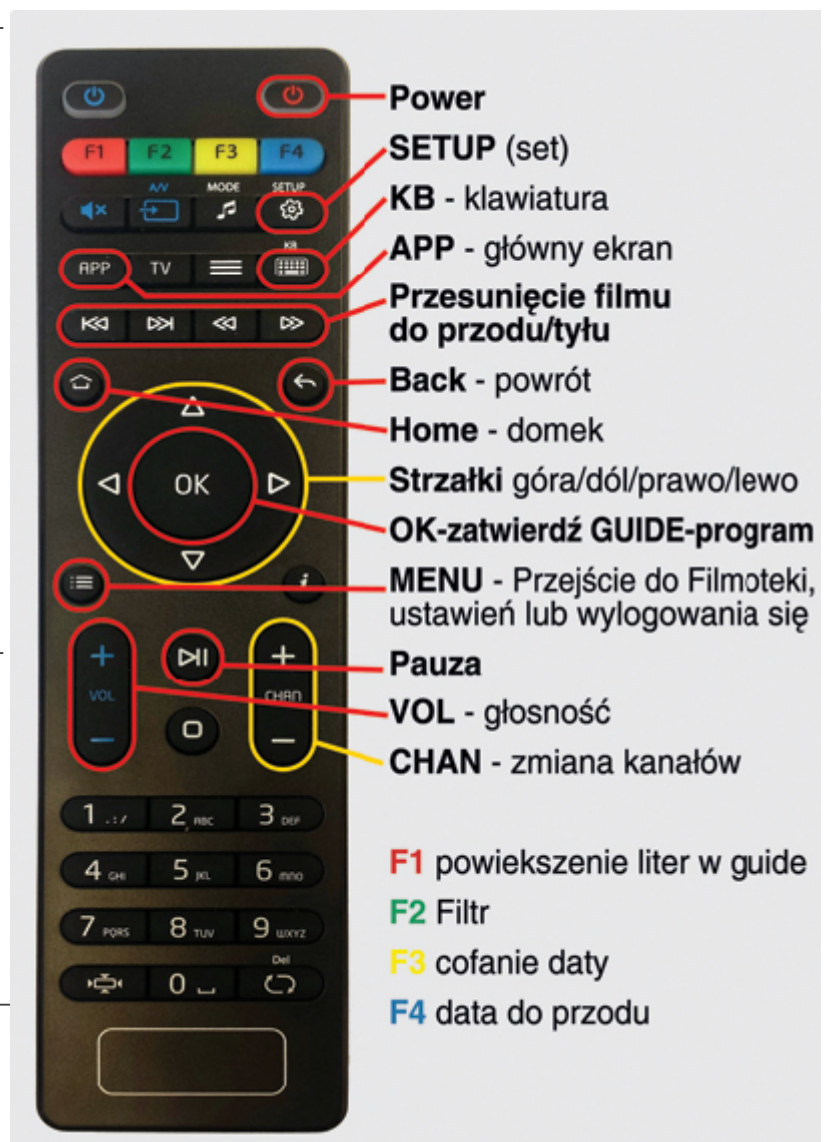 Power
F1 F2 F3 F4
SETUP (set)
A/V MODE SETUP
KB - klawiatura
KB
APP - główny ekran
APP TV
Przesunięcie filmu
do przodu/tyłu
Back - powrót
Home - domek
OK
Strzałki góra/dól/prawo/lewo
OK-zatwierdź GUIDE-program
MENU - Przejście do Filmoteki,
ustawień lub wylogowania się
i
Pauza
+ +
VOL CHAN
- -
VOL - głosność
CHAN - zmiana kanałów
1 .:/ 2 ABC 3 DEF
4 GHI 5 JKL 6 MNO
7 PQRS 8 TUV 9 WXYZ
Del
0
F1 powiekszenie liter w guide
F2 Filtr
F3 cofanie daty
F4 data do przodu